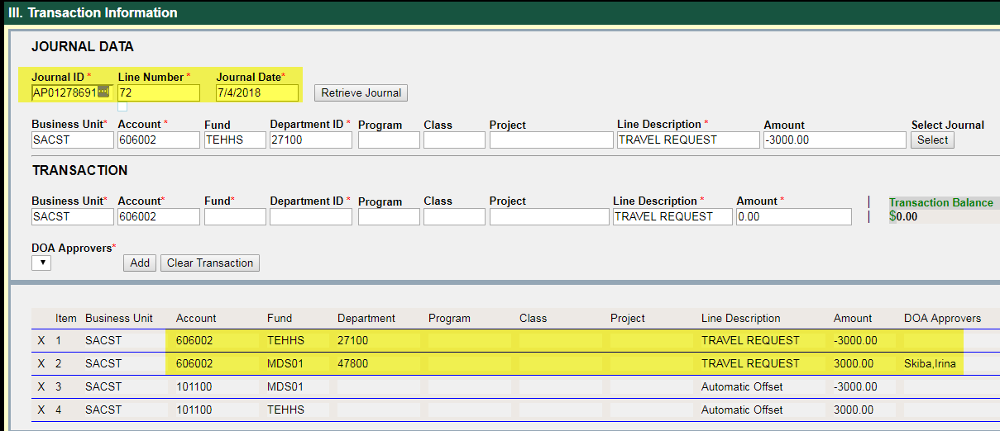 III. Transaction Information
JOURNAL DATA
Journal ID * Line Number * Journal Date*
AP01278691 72 7/4/2018 Retrieve Journal
Business Unit* Account * Fund Department ID * Program Class Project Line Description * Amount Select Journal
SACST 606002 TEHHS 27100 TRAVEL REQUEST -3000.00 Select
TRANSACTION
Business Unit* Account* Fund* Department ID * Program Class Project Line Description * Amount * Transaction Balance
SACST 606002 TRAVEL REQUEST 0.00 $0.00
DOA Approvers*
Add Clear Transaction
Item Business Unit Account Fund Department Program Class Project Line Description Amount DOA Approvers
X 1 SACST 606002 TEHHS 27100 TRAVEL REQUEST -3000.00
X 2 SACST 606002 MDS01 47800 TRAVEL REQUEST 3000.00 Skiba,Irina
X 3 SACST 101100 MDS01 Automatic Offset -3000.00
X 4 SACST 101100 TEHHS Automatic Offset 3000.00